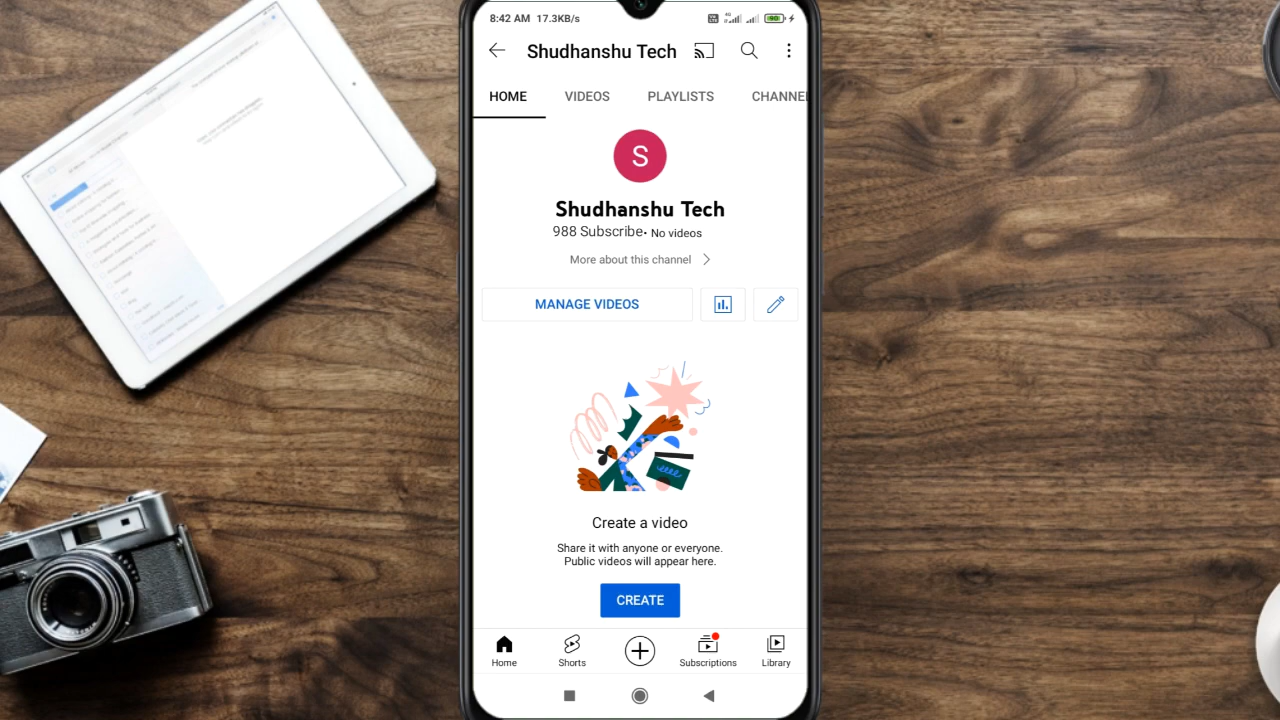 8:42 AM 17.3KB/s
Shudhanshu Tech
HOME VIDEOS PLAYLISTS CHANNEL
S
Shudhanshu Tech
988 Subscribe• No videos
More about this channel
MANAGE VIDEOS
Create a video
Share it with anyone or everyone.
Public videos will appear here.
CREATE
Home Shorts Subscriptions Library